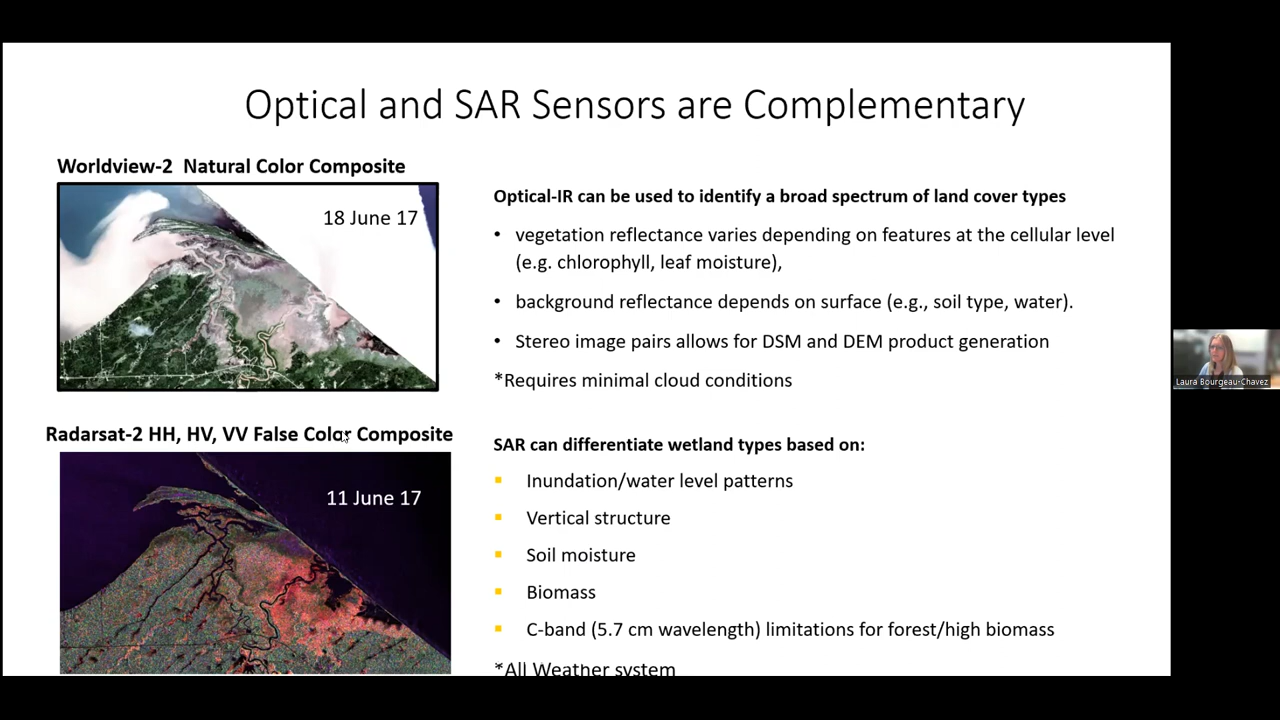 Optical and SAR Sensors are Complementary
Worldview-2 Natural Color Composite
18 June 17
Optical-IR can be used to identify a broad spectrum of land cover types
• vegetation reflectance varies depending on features at the cellular level
(e.g. chlorophyll, leaf moisture),
• background reflectance depends on surface (e.g., soil type, water).
• Stereo image pairs allows for DSM and DEM product generation
*Requires minimal cloud conditions
Radarsat-2 HH, HV, VV False Color Composite
11 June 17
SAR can differentiate wetland types based on:
Inundation/water level patterns
Vertical structure
Soil moisture
Biomass
C-band (5.7 cm wavelength) limitations for forest/high biomass
*All Weather system
Laura Bourgeau-Chavez